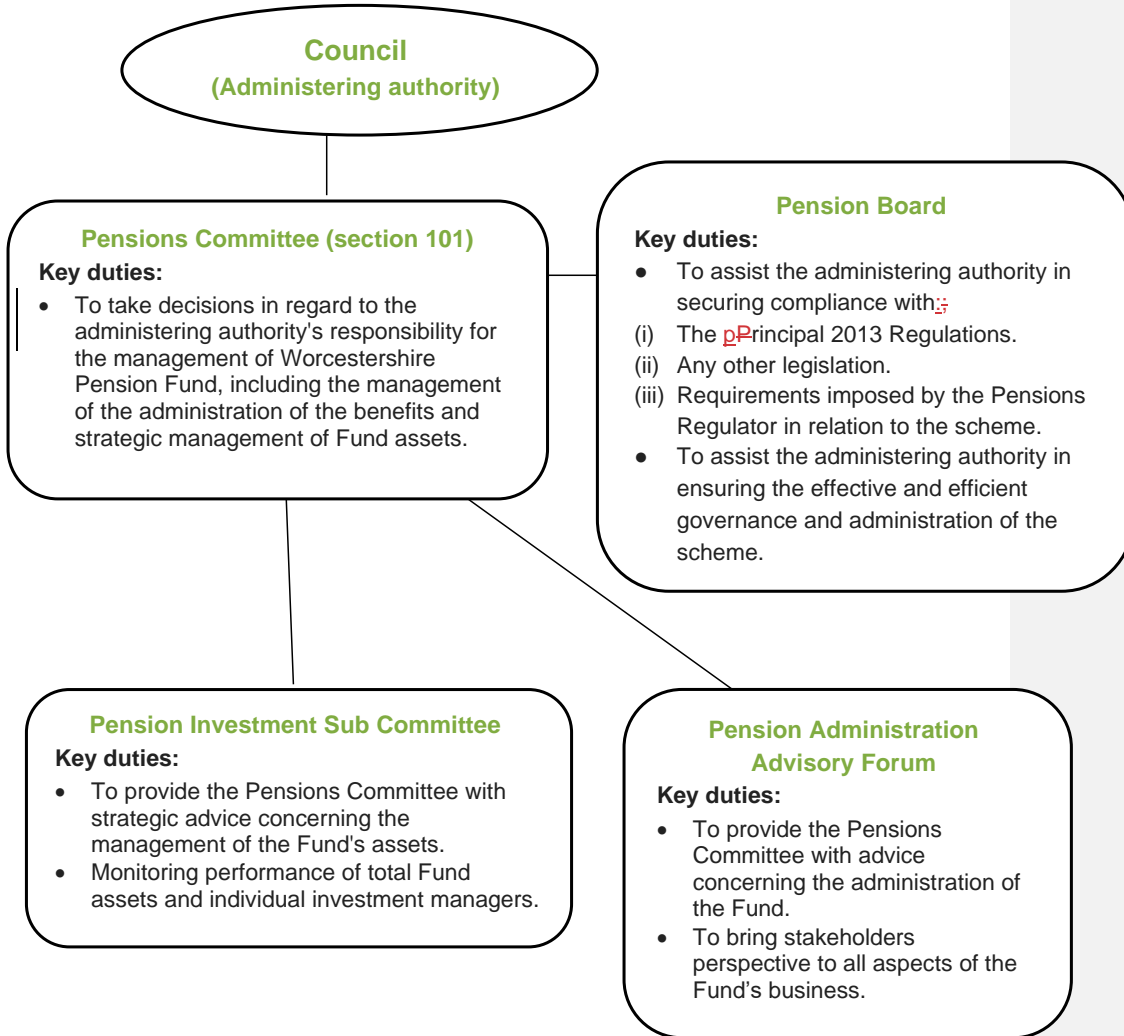 Council
(Administering authority)
Pensions Committee (section 101)
Key duties:
• To take decisions in regard to the
administering authority's responsibility for
the management of Worcestershire
Pension Fund, including the management
of the administration of the benefits and
strategic management of Fund assets.
Pension Board
Key duties:
● To assist the administering authority in
securing compliance with:;
(i) The pPrincipal 2013 Regulations.
(ii) Any other legislation.
(iii) Requirements imposed by the Pensions
Regulator in relation to the scheme.
● To assist the administering authority in
ensuring the effective and efficient
governance and administration of the
scheme.
Pension Investment Sub Committee
Key duties:
• To provide the Pensions Committee with
strategic advice concerning the
management of the Fund's assets.
• Monitoring performance of total Fund
assets and individual investment managers.
Pension Administration
Advisory Forum
Key duties:
• To provide the Pensions
Committee with advice
concerning the administration of
the Fund.
• To bring stakeholders
perspective to all aspects of the
Fund’s business.